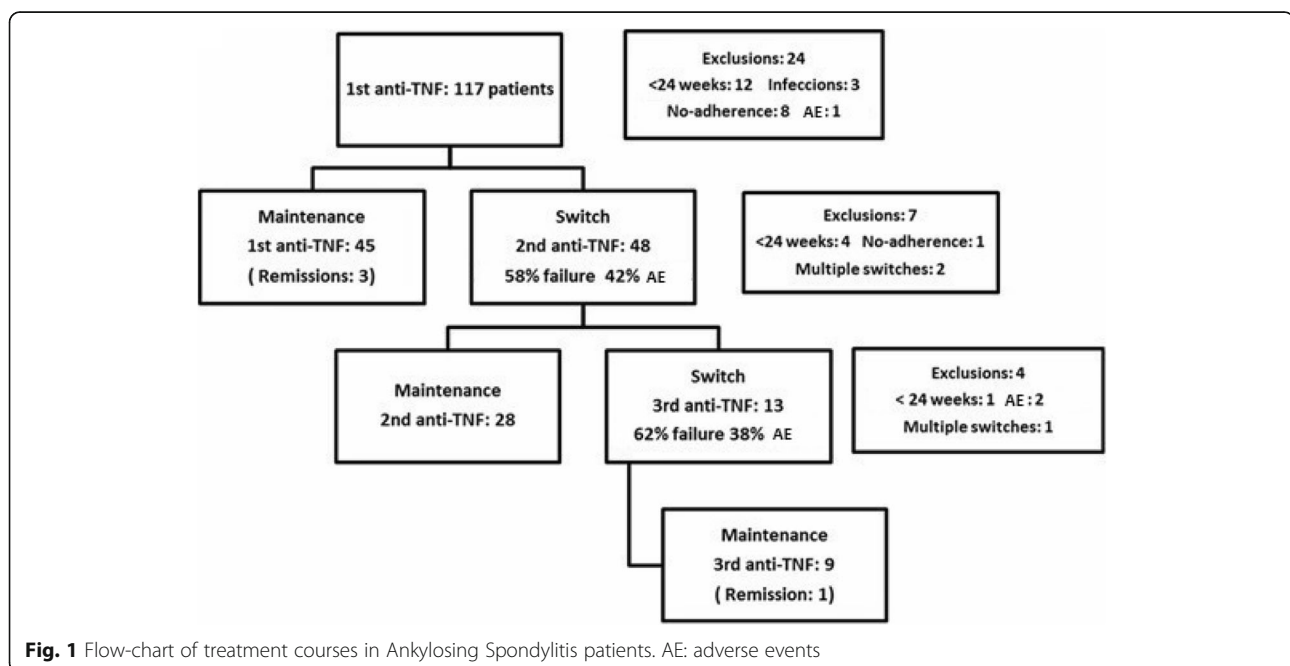 1st anti-TNF: 117 patients
Exclusions: 24
<24 weeks: 12 Infeccions: 3
No-adherence: 8 AE: 1
Maintenance
1st anti-TNF: 45
( Remissions: 3)
Switch
2nd anti-TNF: 48
58% failure 42% AE
Exclusions: 7
<24 weeks: 4 No-adherence: 1
Multiple switches: 2
Maintenance
2nd anti-TNF: 28
Switch
3rd anti-TNF: 13
62% failure 38% AE
Exclusions: 4
< 24 weeks: 1 AE: 2
Multiple switches: 1
Maintenance
3rd anti-TNF: 9
( Remission: 1)
Fig. 1 Flow-chart of treatment courses in Ankylosing Spondylitis patients. AE: adverse events